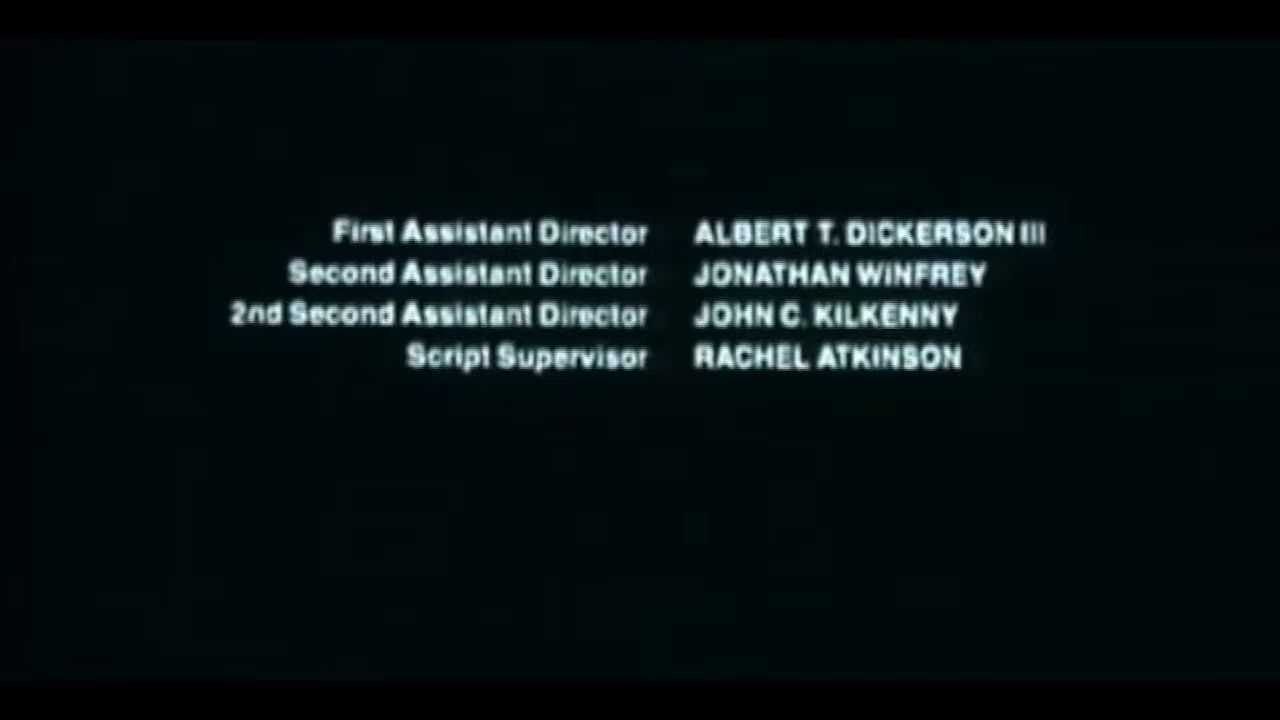 First Assistant Director ALBERT T. DICKERSON III
Second Assistant Director JONATHAN WINFREY
2nd Second Assistant Director JOHN C. KILKENNY
Script Supervisor RACHEL ATKINSON